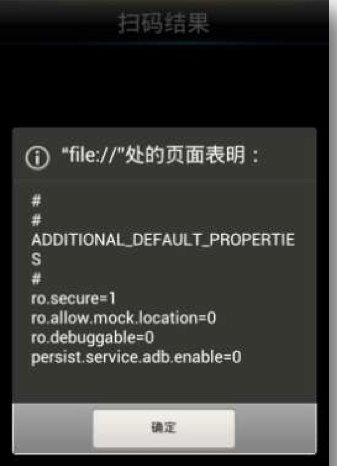 扫码结果
“file://”处的页面表明：
#
#
ADDITIONAL_DEFAULT_PROPERTIE
S
#
ro.secure=1
ro.allow.mock.location=0
ro.debuggable=0
persist.service.adb.enable=0
确定